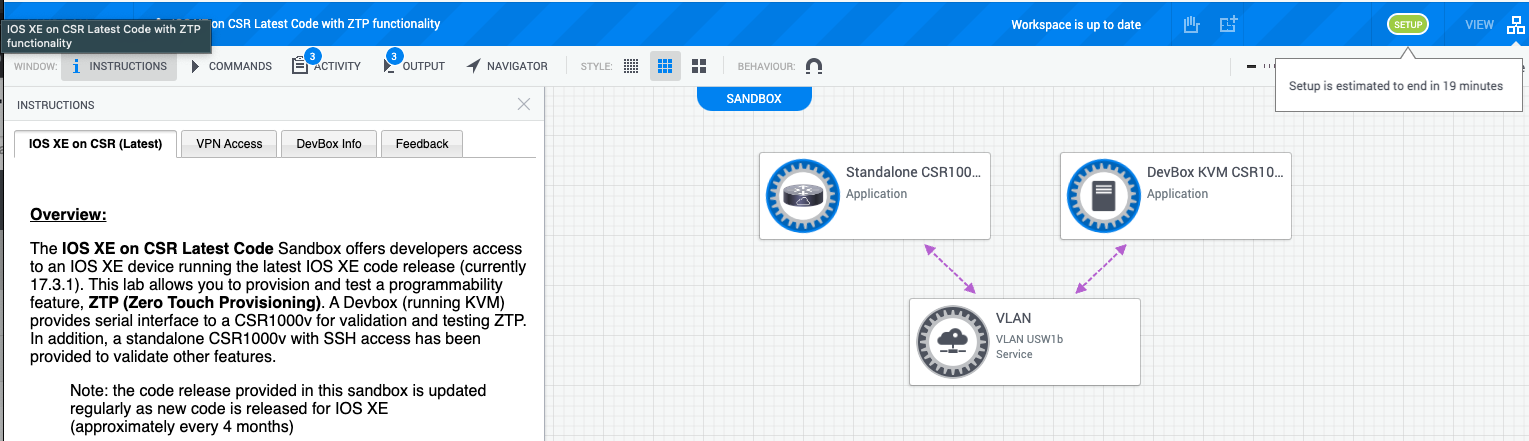 IOS XE on CSR Latest Code with ZTP functionality
IOS XE on CSR Latest Code with ZTP
functionality
Workspace is up to date
SETUP
VIEW
WINDOW:
INSTRUCTIONS
COMMANDS
3
ACTIVITY
3
OUTPUT
NAVIGATOR
STYLE:
BEHAVIOUR:
Setup is estimated to end in 19 minutes
INSTRUCTIONS
SANDBOX
IOS XE on CSR (Latest)
VPN Access
DevBox Info
Feedback
Overview:
The IOS XE on CSR Latest Code Sandbox offers developers access
to an IOS XE device running the latest IOS XE code release (currently
17.3.1). This lab allows you to provision and test a programmability
feature, ZTP (Zero Touch Provisioning). A Devbox (running KVM)
provides serial interface to a CSR1000v for validation and testing ZTP.
In addition, a standalone CSR1000v with SSH access has been
provided to validate other features.
Note: the code release provided in this sandbox is updated
regularly as new code is released for IOS XE
(approximately every 4 months)
Standalone CSR100...
Application
DevBox KVM CSR10...
Application
VLAN
VLAN USW1b
Service